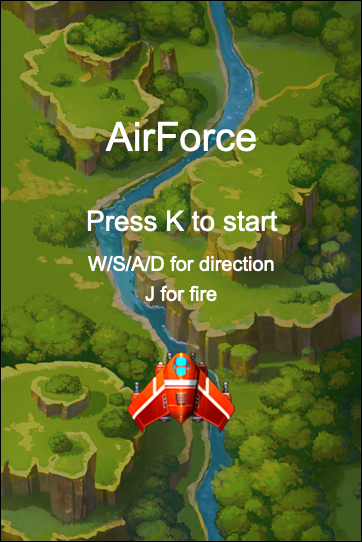 AirForce
Press K to start
W/S/A/D for direction
J for fire